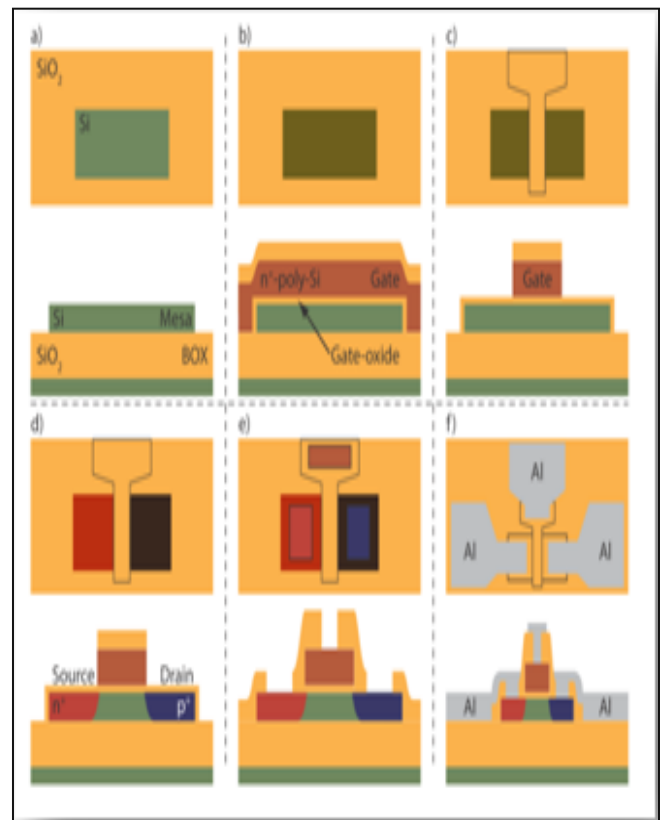 a)
SiO₂
Si
b)
c)
Si Mesa
SiO₂ BOX
n⁺-poly-Si Gate
Gate-oxide
Gate
d)
e)
f)
Al
Al Al
Source Drain
n⁺ p⁺
Al Al